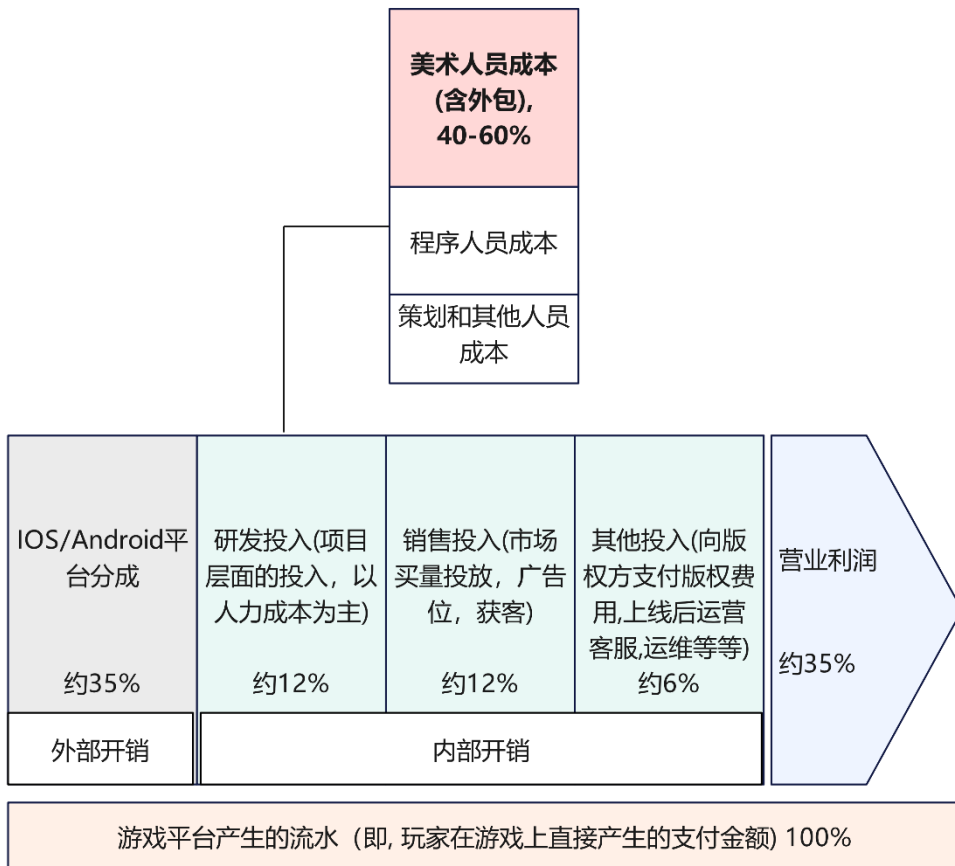 美术人员成本
(含外包),
40-60%
程序人员成本
策划和其他人员
成本
IOS/Android平
台分成
约35%
研发投入(项目
层面的投入，以
人力成本为主)
约12%
销售投入(市场
买量投放，广告
位，获客)
约12%
其他投入(向版
权方支付版权费
用,上线后运营
客服,运维等等)
约6%
营业利润
约35%
外部开销
内部开销
游戏平台产生的流水（即, 玩家在游戏上直接产生的支付金额) 100%